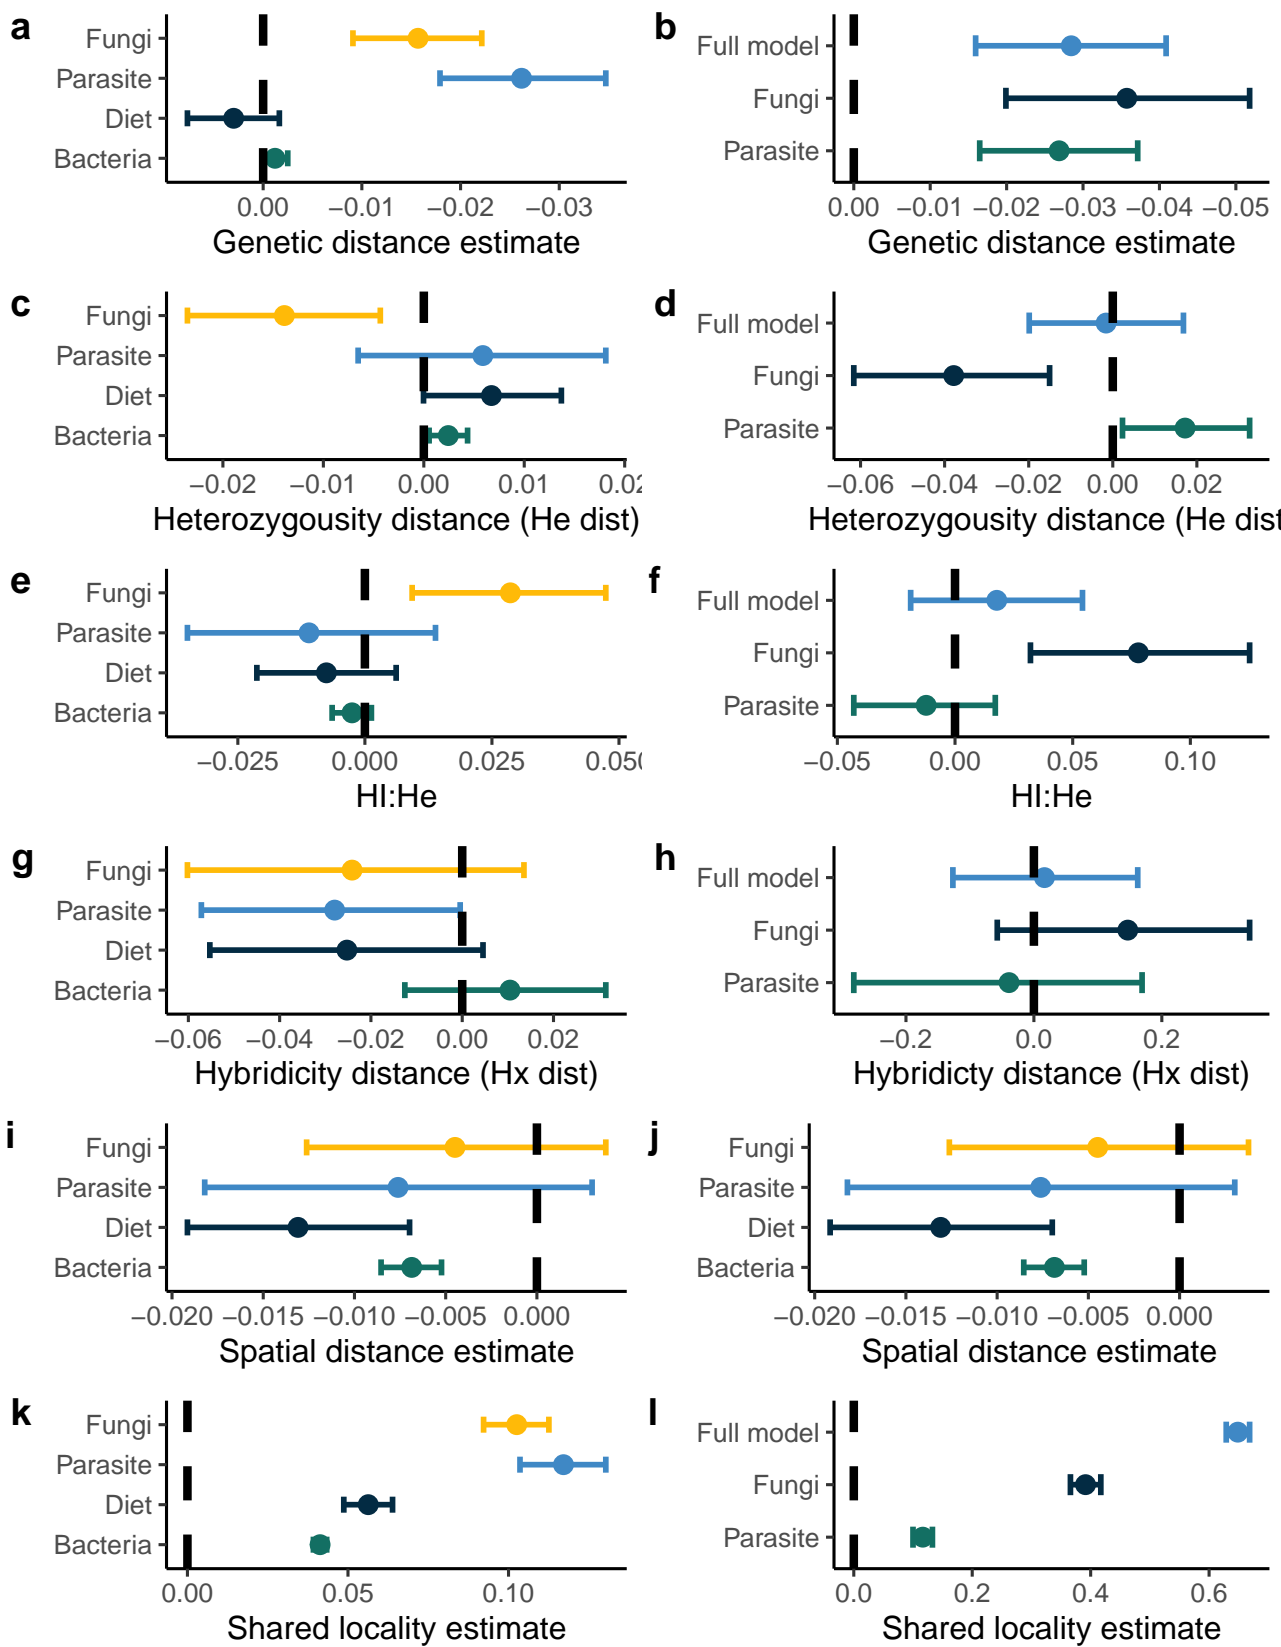 a
Fungi
Parasite
Diet
Bacteria
0.00 −0.01 −0.02 −0.03
Genetic distance estimate
b
Full model
Fungi
Parasite
0.00 −0.01 −0.02 −0.03 −0.04 −0.05
Genetic distance estimate
c
Fungi
Parasite
Diet
Bacteria
−0.02 −0.01 0.00 0.01 0.02
Heterozygousity distance (He dist)
d
Full model
Fungi
Parasite
−0.06 −0.04 −0.02 0.00 0.02
Heterozygousity distance (He dist
e
Fungi
Parasite
Diet
Bacteria
−0.025 0.000 0.025 0.050
HI:He
f
Full model
Fungi
Parasite
−0.05 0.00 0.05 0.10
HI:He
g
Fungi
Parasite
Diet
Bacteria
−0.06 −0.04 −0.02 0.00 0.02
Hybridicity distance (Hx dist)
h
Full model
Fungi
Parasite
−0.2 0.0 0.2
Hybridicty distance (Hx dist)
i
Fungi
Parasite
Diet
Bacteria
−0.020 −0.015 −0.010 −0.005 0.000
Spatial distance estimate
j
Fungi
Parasite
Diet
Bacteria
−0.020 −0.015 −0.010 −0.005 0.000
Spatial distance estimate
k
Fungi
Parasite
Diet
Bacteria
0.00 0.05 0.10
Shared locality estimate
l
Full model
Fungi
Parasite
0.0 0.2 0.4 0.6
Shared locality estimate